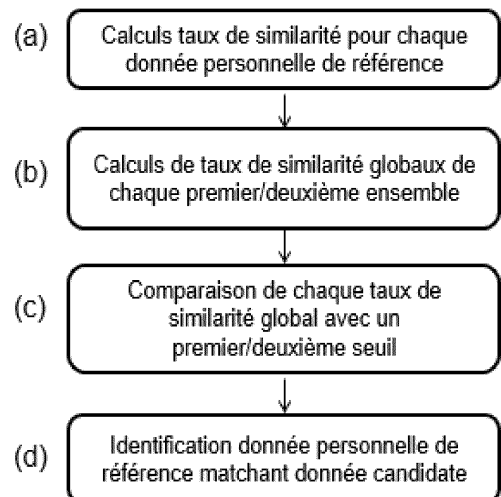 (a)
Calculs taux de similarité pour chaque
donnée personnelle de référence
(b)
Calculs de taux de similarité globaux de
chaque premier/deuxième ensemble
(c)
Comparaison de chaque taux de
similarité global avec un
premier/deuxième seuil
(d)
Identification donnée personnelle de
référence matchant donnée candidate